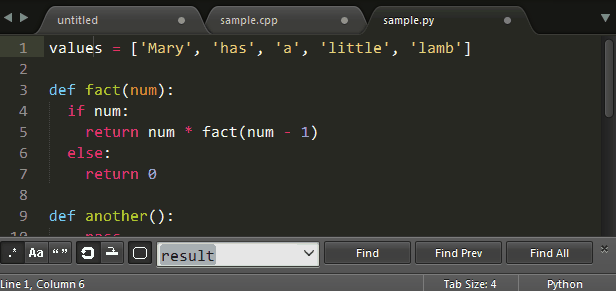 untitled sample.cpp sample.py
1 values = ['Mary', 'has', 'a', 'little', 'lamb']
2
3 def fact(num):
4   if num:
5     return num * fact(num - 1)
6   else:
7     return 0
8
9 def another():
10     pass
.* Aa “” result Find Find Prev Find All
Line 1, Column 6 Tab Size: 4 Python